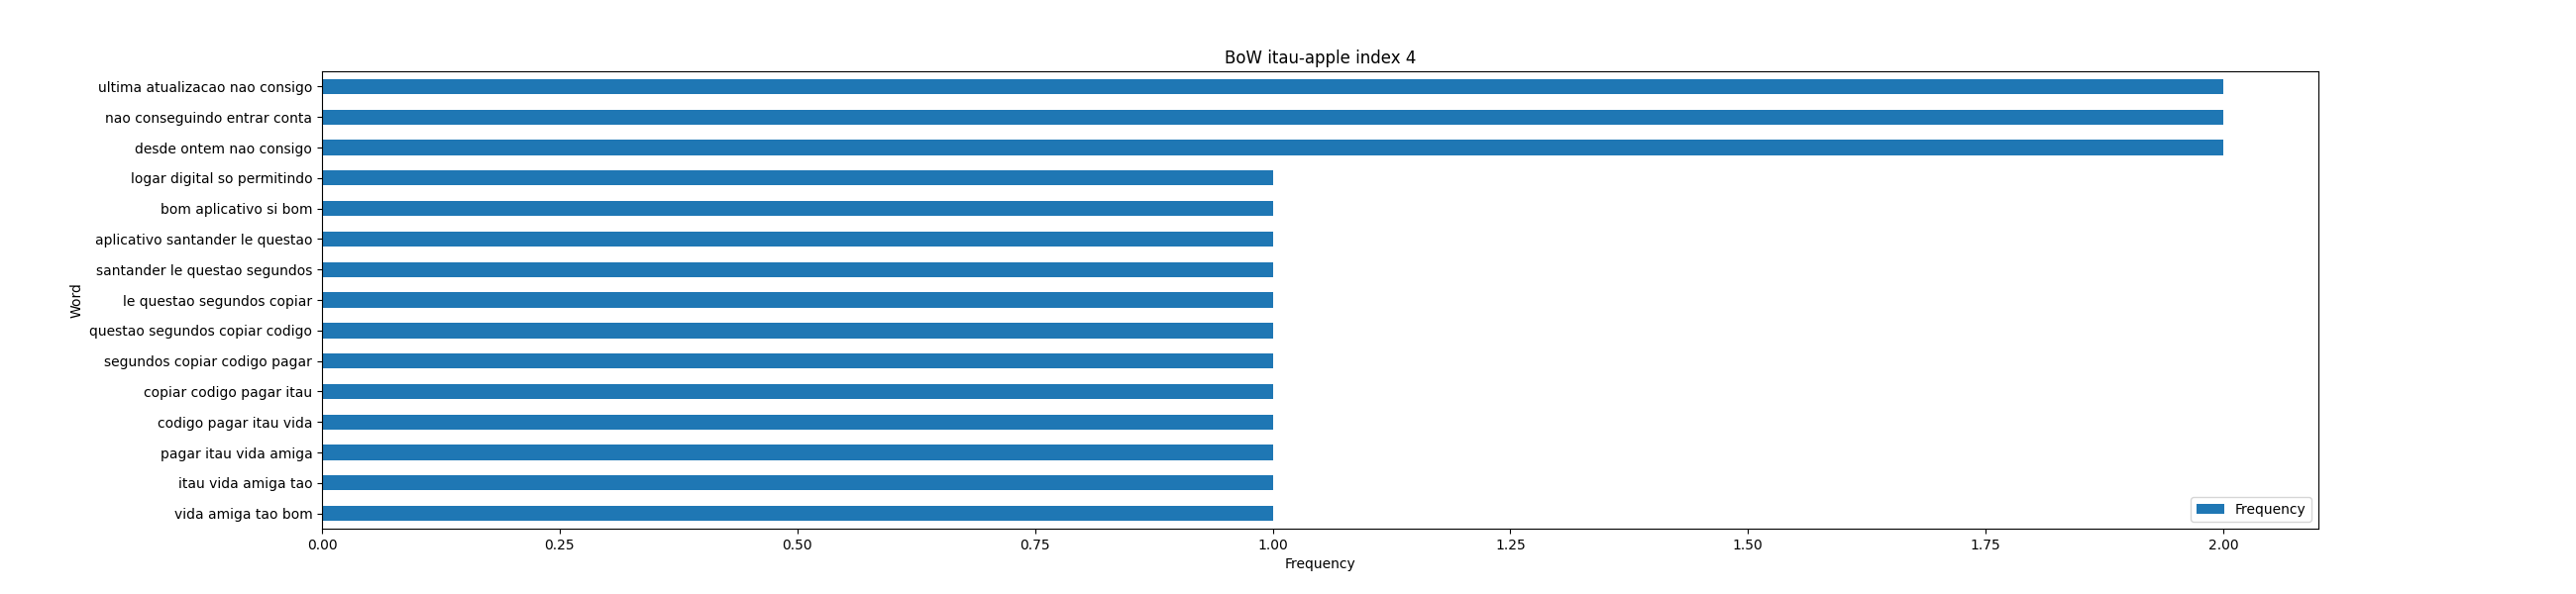 BoW itau-apple index 4
Word
ultima atualizacao nao consigo
nao conseguindo entrar conta
desde ontem nao consigo
logar digital so permitindo
bom aplicativo si bom
aplicativo santander le questao
santander le questao segundos
le questao segundos copiar
questao segundos copiar codigo
segundos copiar codigo pagar
copiar codigo pagar itau
codigo pagar itau vida
pagar itau vida amiga
itau vida amiga tao
vida amiga tao bom
Frequency
0.00 0.25 0.50 0.75 1.00 1.25 1.50 1.75 2.00
Frequency